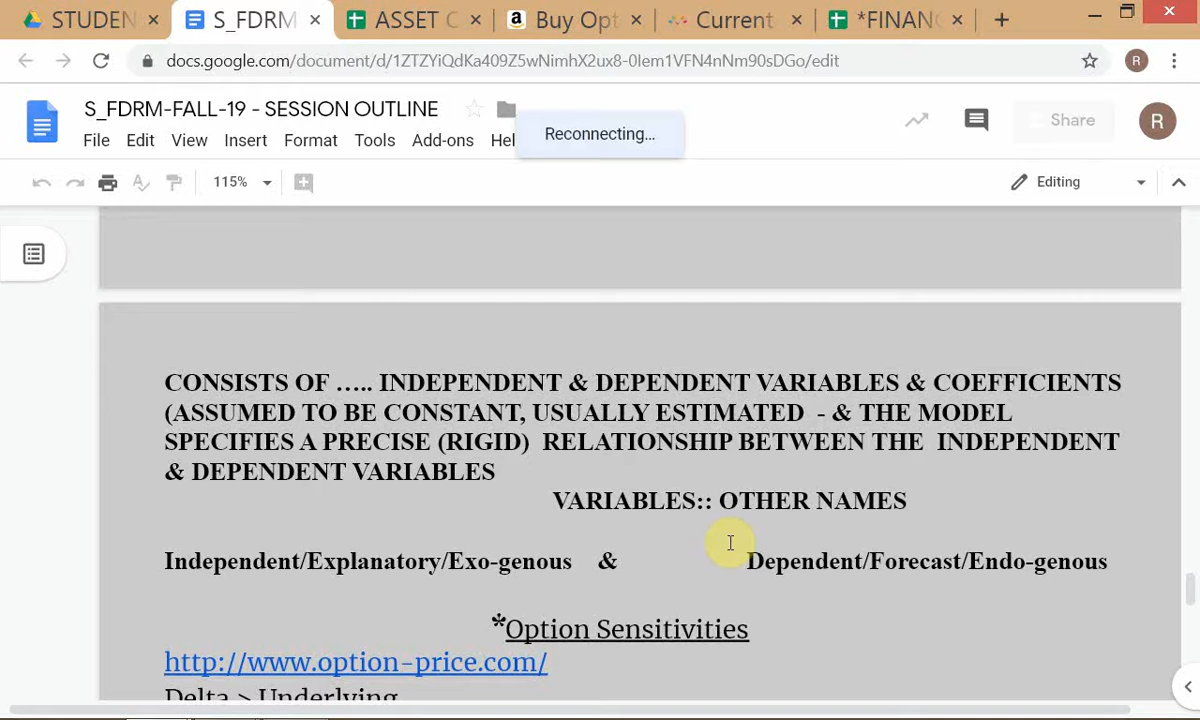 STUDEN
S_FDRM
ASSET C
Buy Opt
Current
*FINANC
docs.google.com/document/d/1ZTZYiQdKa409Z5wNimhX2ux8-0lem1VFN4nNm90sDGo/edit
R
S_FDRM-FALL-19 - SESSION OUTLINE
Reconnecting...
Share
R
File Edit View Insert Format Tools Add-ons Hel
115%
Editing
CONSISTS OF ….. INDEPENDENT & DEPENDENT VARIABLES & COEFFICIENTS
(ASSUMED TO BE CONSTANT, USUALLY ESTIMATED - & THE MODEL
SPECIFIES A PRECISE (RIGID) RELATIONSHIP BETWEEN THE INDEPENDENT
& DEPENDENT VARIABLES
VARIABLES:: OTHER NAMES
Independent/Explanatory/Exo-genous & Dependent/Forecast/Endo-genous
*Option Sensitivities
http://www.option-price.com/
Delta > Underlying